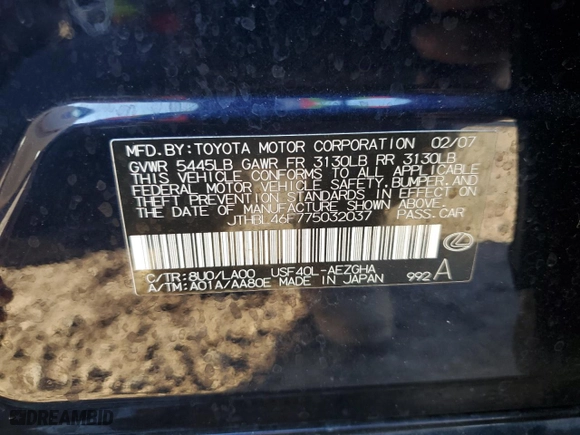 MFD. BY: TOYOTA MOTOR CORPORATION 02/07
GVWR 5445LB GAWR FR 3130LB RR 3130LB
THIS VEHICLE CONFORMS TO ALL APPLICABLE
FEDERAL MOTOR VEHICLE SAFETY, BUMPER, AND
THEFT PREVENTION STANDARDS IN EFFECT ON
THE DATE OF MANUFACTURE SHOWN ABOVE.
JTHBL46F775032037 PASS. CAR
C/TR: 8U0/LA00 USF40L-AEZGHA
A/TM: A01A/AA80E MADE IN JAPAN 992 A
DREAMBID